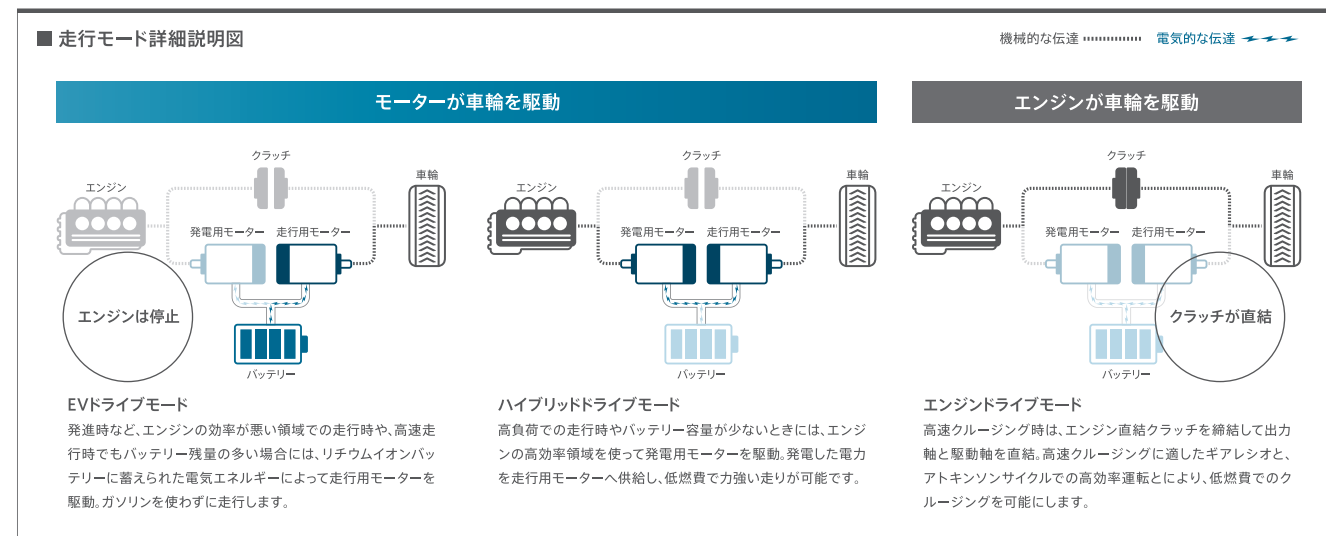 ■ 走行モード詳細説明図
機械的な伝達
電気的な伝達
モーターが車輪を駆動
クラッチ
車輪
エンジン
発電用モーター
走行用モーター
エンジンは停止
バッテリー
EVドライブモード
発進時など、エンジンの効率が悪い領域での走行時や、高速走
行時でもバッテリー残量の多い場合には、リチウムイオンバッ
テリーに蓄えられた電気エネルギーによって走行用モーターを
駆動。ガソリンを使わずに走行します。
クラッチ
車輪
エンジン
発電用モーター
走行用モーター
バッテリー
ハイブリッドドライブモード
高負荷での走行時やバッテリー容量が少ないときには、エンジ
ンの高効率領域を使って発電用モーターを駆動。発電した電力
を走行用モーターへ供給し、低燃費で力強い走りが可能です。
エンジンが車輪を駆動
クラッチ
車輪
エンジン
発電用モーター
走行用モーター
クラッチが直結
バッテリー
エンジンドライブモード
高速クルージング時は、エンジン直結クラッチを締結して出力
軸と駆動軸を直結。高速クルージングに適したギアレシオと、
アトキンソンサイクルでの高効率運転とにより、低燃費でのク
ルージングを可能にします。